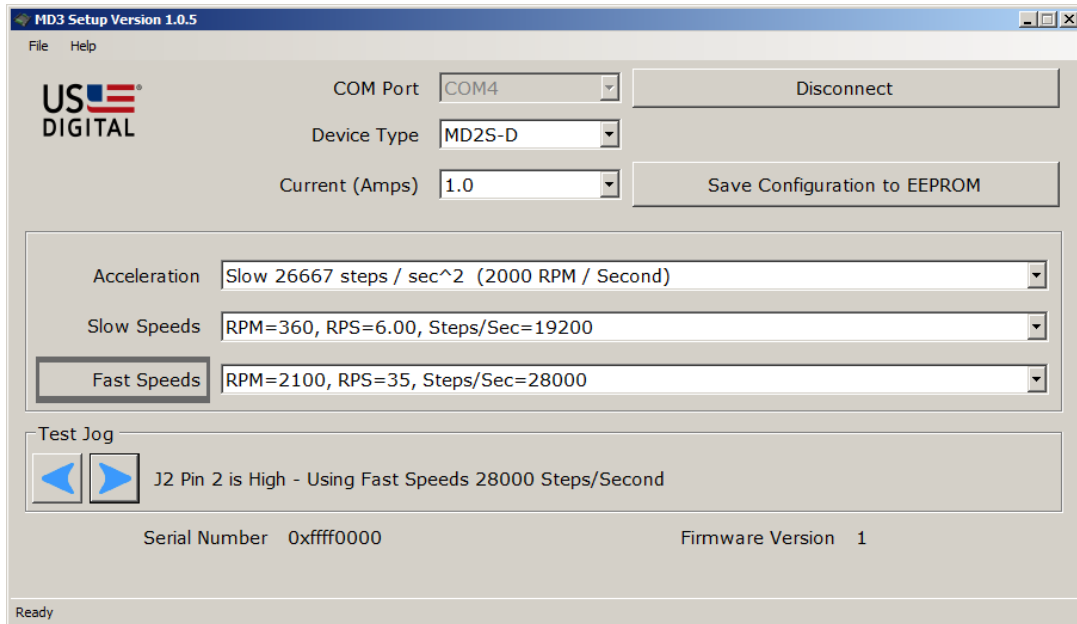 MD3 Setup Version 1.0.5
File Help
US
DIGITAL
COM Port COM4 Disconnect
Device Type MD2S-D
Current (Amps) 1.0 Save Configuration to EEPROM
Acceleration Slow 26667 steps / sec^2 (2000 RPM / Second)
Slow Speeds RPM=360, RPS=6.00, Steps/Sec=19200
Fast Speeds RPM=2100, RPS=35, Steps/Sec=28000
Test Jog
J2 Pin 2 is High - Using Fast Speeds 28000 Steps/Second
Serial Number 0xffff0000 Firmware Version 1
Ready